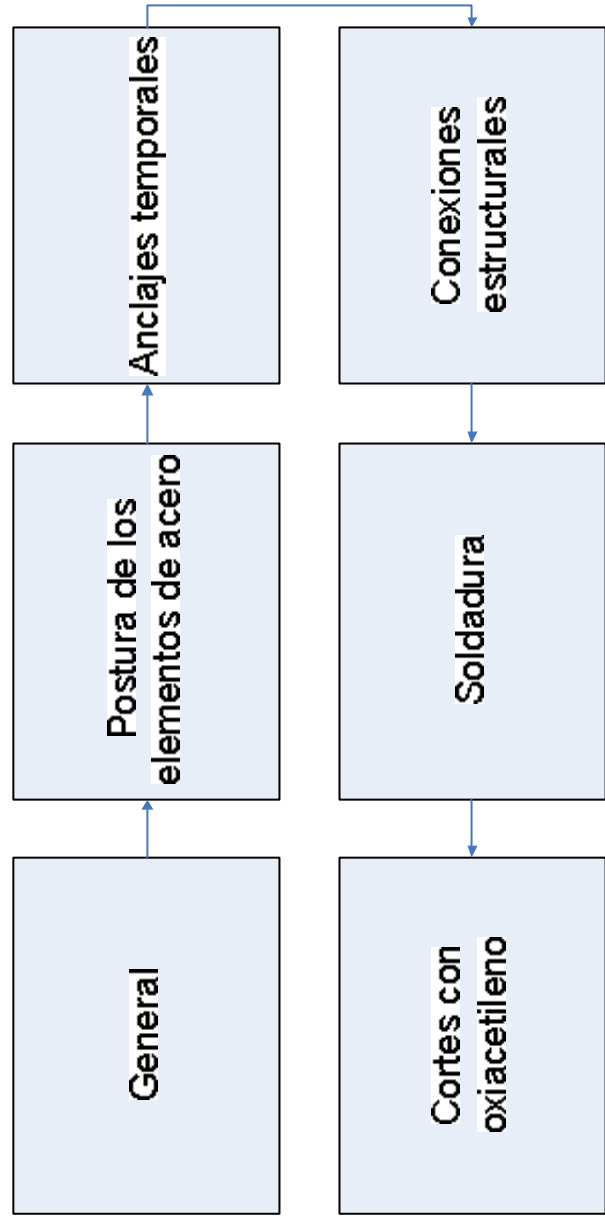 General
Postura de los
elementos de acero
Anclajes temporales
Conexiones
estructurales
Soldadura
Cortes con
oxiacetileno